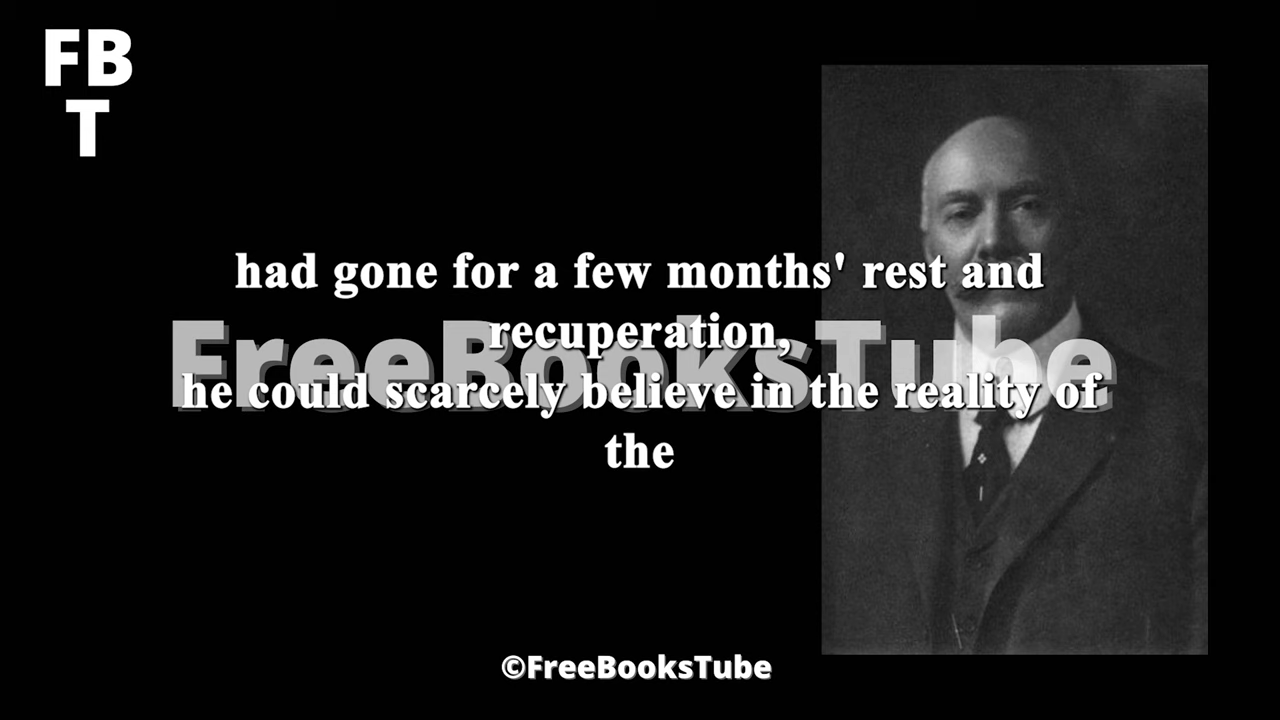 FB
T
had gone for a few months' rest and
recuperation,
FreeBooksTube
he could scarcely believe in the reality of
the
©FreeBooksTube